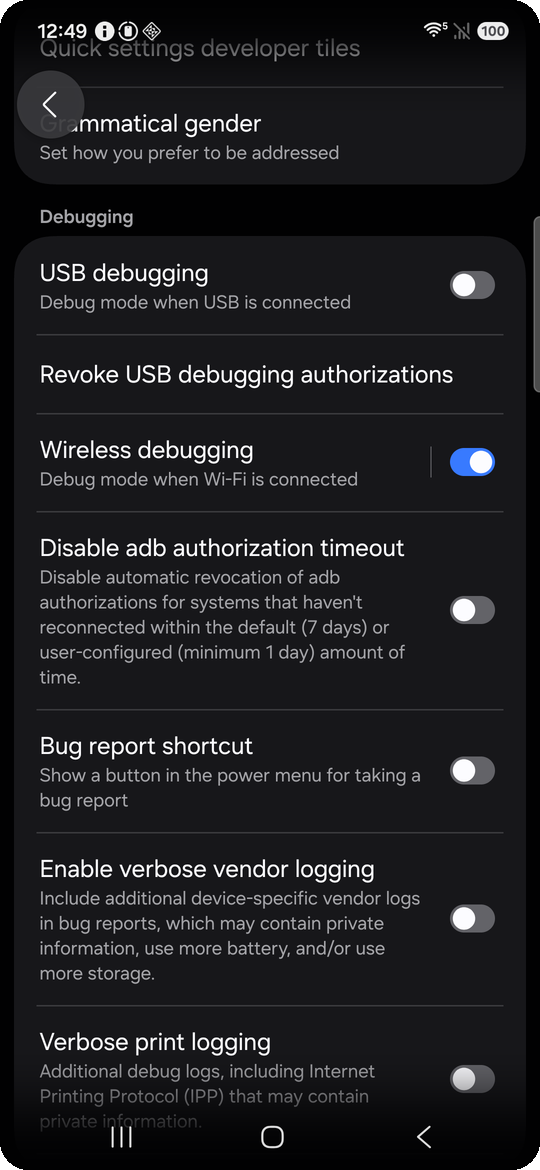 12:49
5
100
Quick settings developer tiles
Grammatical gender
Set how you prefer to be addressed
Debugging
USB debugging
Debug mode when USB is connected
Revoke USB debugging authorizations
Wireless debugging
Debug mode when Wi-Fi is connected
Disable adb authorization timeout
Disable automatic revocation of adb
authorizations for systems that haven't
reconnected within the default (7 days) or
user-configured (minimum 1 day) amount of
time.
Bug report shortcut
Show a button in the power menu for taking a
bug report
Enable verbose vendor logging
Include additional device-specific vendor logs
in bug reports, which may contain private
information, use more battery, and/or use
more storage.
Verbose print logging
Additional debug logs, including Internet
Printing Protocol (IPP) that may contain
private information.